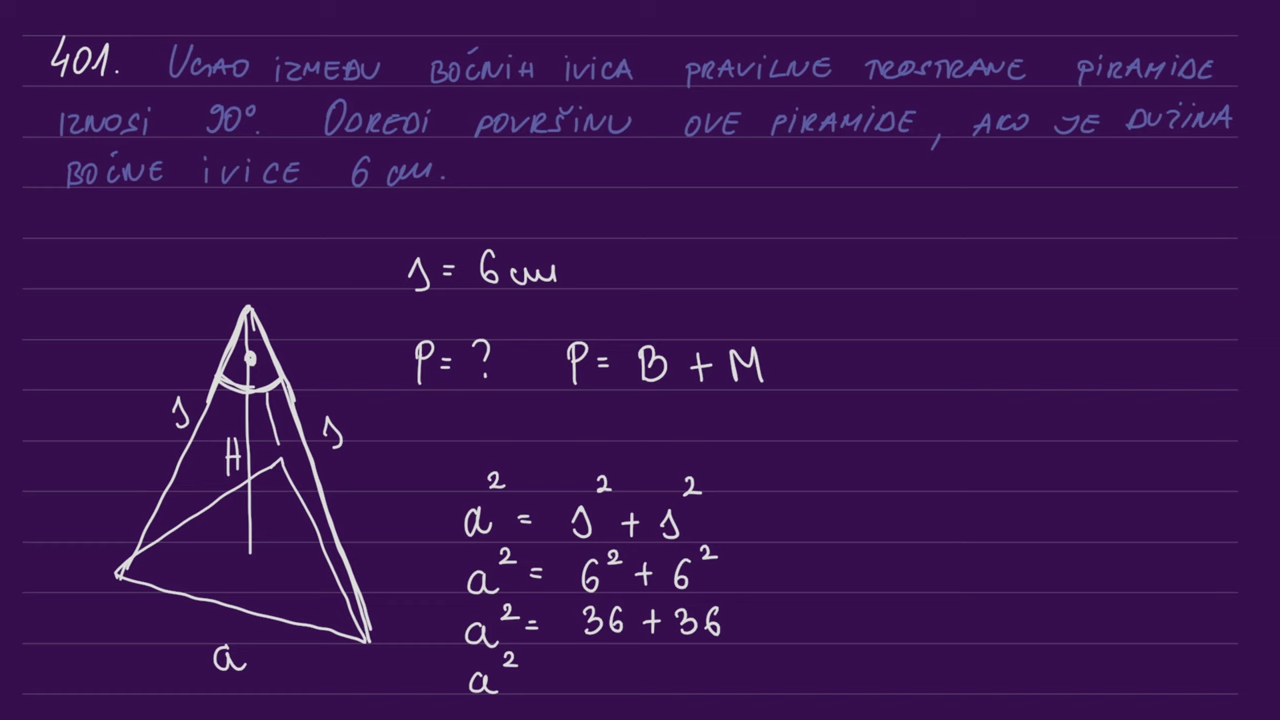 401. UGAO IZMEĐU BOČNIH IVICA PRAVILNE TROSTRANE PIRAMIDE
IZNOSI 90°. ODREDI POVRŠINU OVE PIRAMIDE, AKO JE DUŽINA
BOČNE IVICE 6 cm.
s = 6 cm
P = ? P = B + M
s
s
H
a
a² = s² + s²
a² = 6² + 6²
a² = 36 + 36
a²